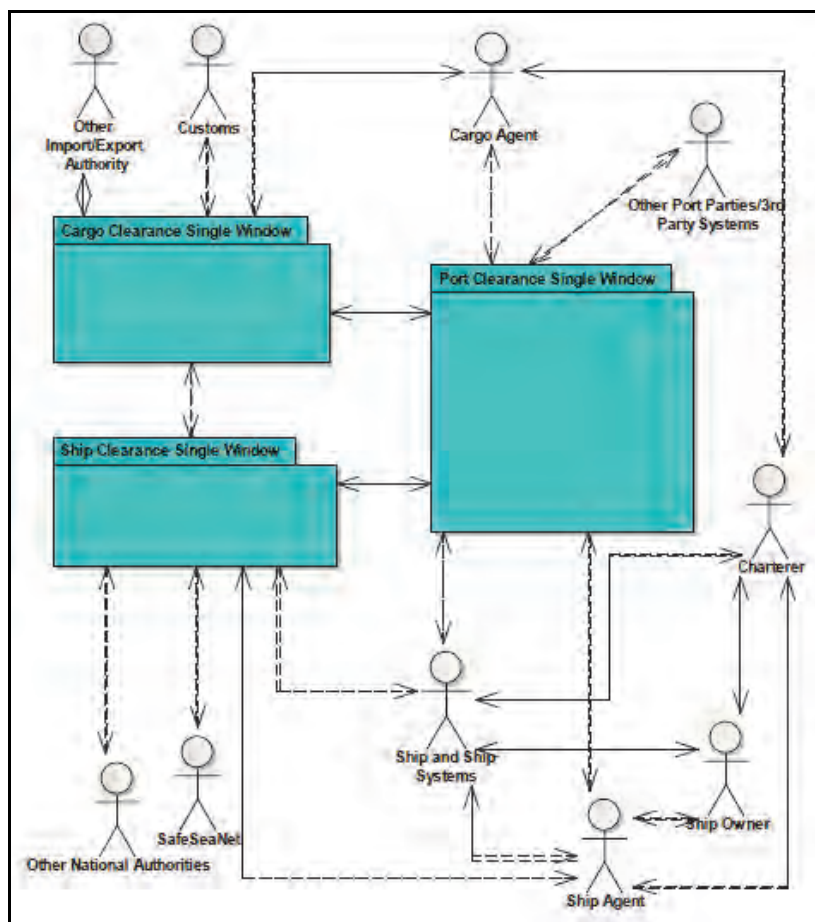 Other
Import/Export
Authority
Customs
Cargo Agent
Other Port Parties/3rd
Party Systems
Cargo Clearance Single Window
Port Clearance Single Window
Ship Clearance Single Window
Charterer
Ship and Ship
Systems
Ship Owner
SafeSeaNet
Other National Authorities
Ship Agent